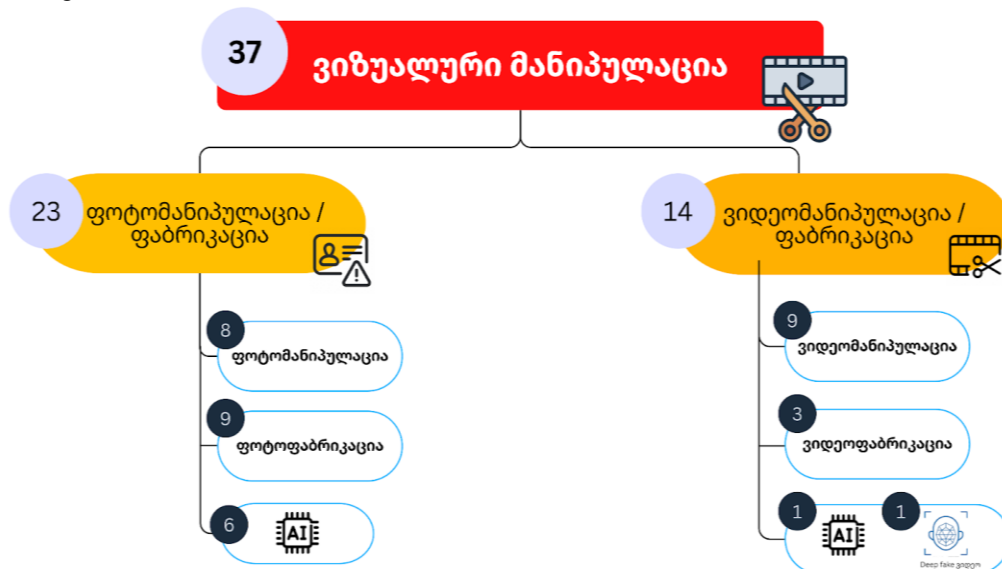 37
ვიზუალური მანიპულაცია
23
ფოტომანიპულაცია /
ფაბრიკაცია
14
ვიდეომანიპულაცია /
ფაბრიკაცია
8
ფოტომანიპულაცია
9
ფოტოფაბრიკაცია
6
AI
9
ვიდეომანიპულაცია
3
ვიდეოფაბრიკაცია
1
AI
1
Deep fake ვიდეო